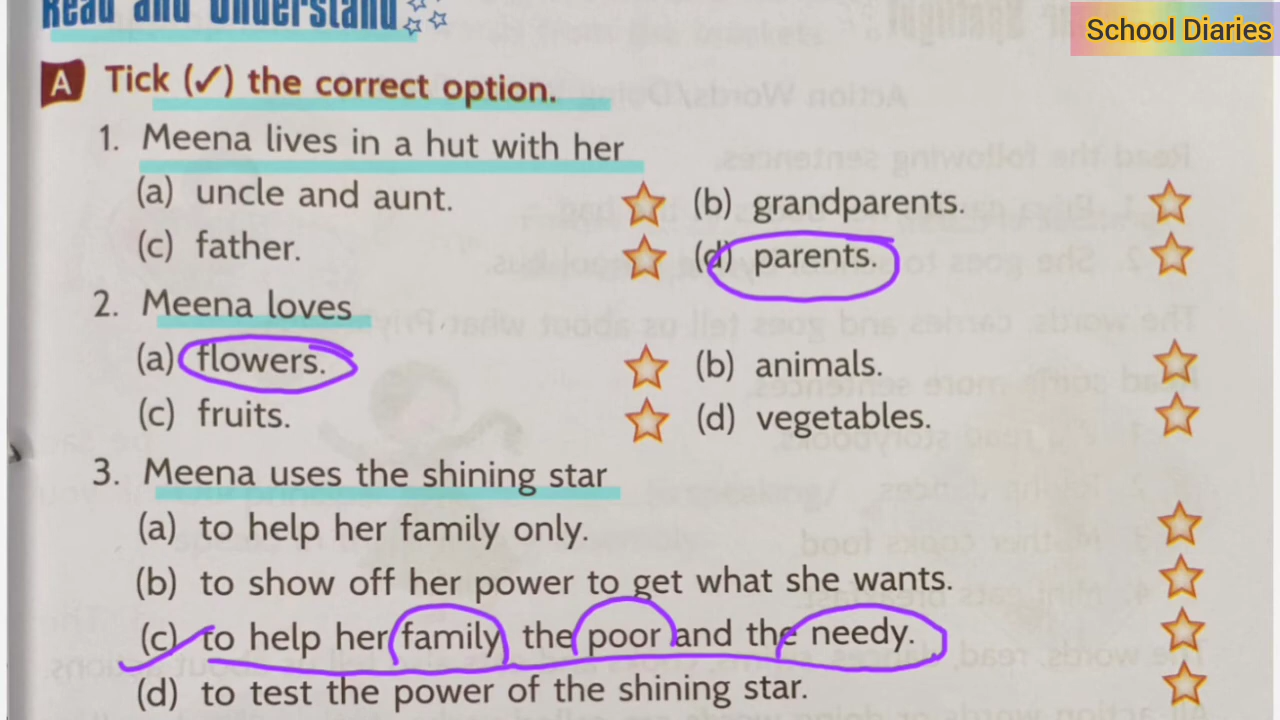 Read and Understand
School Diaries
A Tick (✓) the correct option.
1. Meena lives in a hut with her
(a) uncle and aunt. (b) grandparents.
(c) father. (d) parents.
2. Meena loves
(a) flowers. (b) animals.
(c) fruits. (d) vegetables.
3. Meena uses the shining star
(a) to help her family only.
(b) to show off her power to get what she wants.
(c) to help her family the poor and the needy.
(d) to test the power of the shining star.